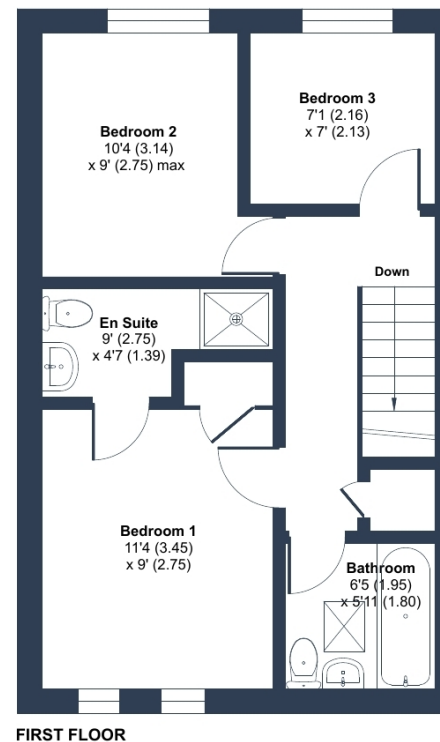 Bedroom 2
10'4 (3.14)
x 9' (2.75) max
Bedroom 3
7'1 (2.16)
x 7' (2.13)
Down
En Suite
9' (2.75)
x 4'7 (1.39)
Bedroom 1
11'4 (3.45)
x 9' (2.75)
Bathroom
6'5 (1.95)
x 5'11 (1.80)
FIRST FLOOR